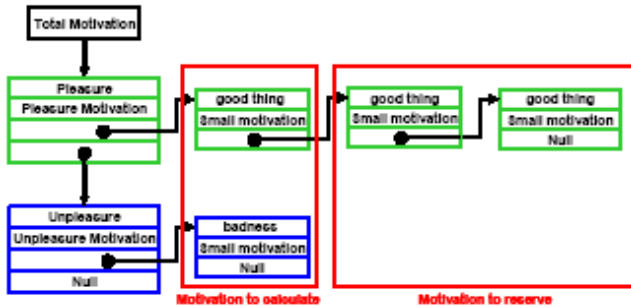 Total Motivation
Pleasure
Pleasure Motivation
good thing
Small motivation
good thing
Small motivation
good thing
Small motivation
Null
Unpleasure
Unpleasure Motivation
Null
badness
Small motivation
Null
Motivation to calculate
Motivation to reserve